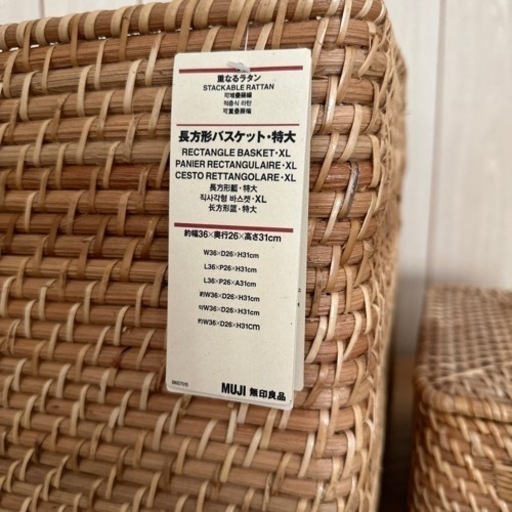 重なるラタン
STACKABLE RATTAN
可堆疊藤編
적층식 라탄
可重叠藤编
長方形バスケット・特大
RECTANGLE BASKET・XL
PANIER RECTANGULAIRE・XL
CESTO RETTANGOLARE・XL
長方形籃・特大
직사각형 바스켓・XL
长方形篮・特大
約幅36×奥行26×高さ31cm
W36×D26×H31cm
L36×P26×H31cm
L36×P26×A31cm
約W36×D26×H31cm
약W36×D26×H31cm
约W36×D26×H31cm
MUJI 無印良品